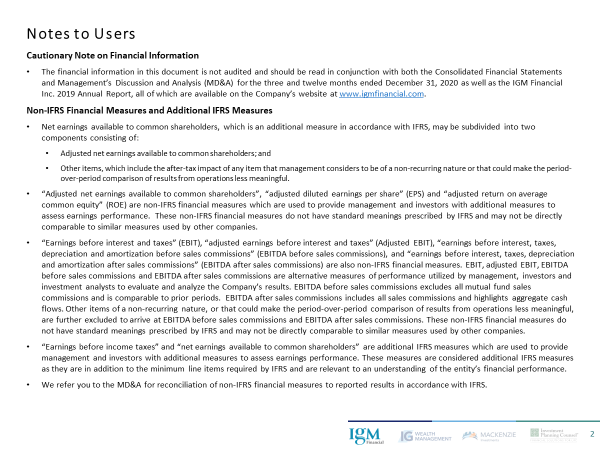 Notes to Users
Cautionary Note on Financial Information
• The financial information in this document is not audited and should be read in conjunction with both the Consolidated Financial Statements
and Management's Discussion and Analysis (MD&A) for the three and twelve months ended December 31, 2020 as well as the IGM Financial
Inc. 2019 Annual Report, all of which are available on the Company's website at www.igmfinancial.com.
Non-IFRS Financial Measures and Additional IFRS Measures
• Net earnings available to common shareholders, which is an additional measure in accordance with IFRS, may be subdivided into two
components consisting of:
• Adjusted net earnings available to common shareholders; and
• Other items, which include the after-tax impact of any item that management considers to be of a non-recurring nature or that could make the period-
over-period comparison of results from operations less meaningful.
• "Adjusted net earnings available to common shareholders", "adjusted diluted earnings per share" (EPS) and "adjusted return on average
common equity" (ROE) are non-IFRS financial measures which are used to provide management and investors with additional measures to
assess earnings performance. These non-IFRS financial measures do not have standard meanings prescribed by IFRS and may not be directly
comparable to similar measures used by other companies.
• "Earnings before interest and taxes" (EBIT), "adjusted earnings before interest and taxes" (Adjusted EBIT), "earnings before interest, taxes,
depreciation and amortization before sales commissions" (EBITDA before sales commissions), and "earnings before interest, taxes, depreciation
and amortization after sales commissions" (EBITDA after sales commissions) are also non-IFRS financial measures. EBIT, adjusted EBIT, EBITDA
before sales commissions and EBITDA after sales commissions are alternative measures of performance utilized by management, investors and
investment analysts to evaluate and analyze the Company's results. EBITDA before sales commissions excludes all mutual fund sales
commissions and is comparable to prior periods. EBITDA after sales commissions includes all sales commissions and highlights aggregate cash
flows. Other items of a non-recurring nature, or that could make the period-over-period comparison of results from operations less meaningful,
are further excluded to arrive at EBITDA before sales commissions and EBITDA after sales commissions. These non-IFRS financial measures do
not have standard meanings prescribed by IFRS and may not be directly comparable to similar measures used by other companies.
• "Earnings before income taxes" and "net earnings available to common shareholders" are additional IFRS measures which are used to provide
management and investors with additional measures to assess earnings performance. These measures are considered additional IFRS measures
as they are in addition to the minimum line items required by IFRS and are relevant to an understanding of the entity's financial performance.
• We refer you to the MD&A for reconciliation of non-IFRS financial measures to reported results in accordance with IFRS.
IGM
Financial
IG WEALTH
MANAGEMENT
MACKENZIE
Investments
Investment
Planning Counsel
2